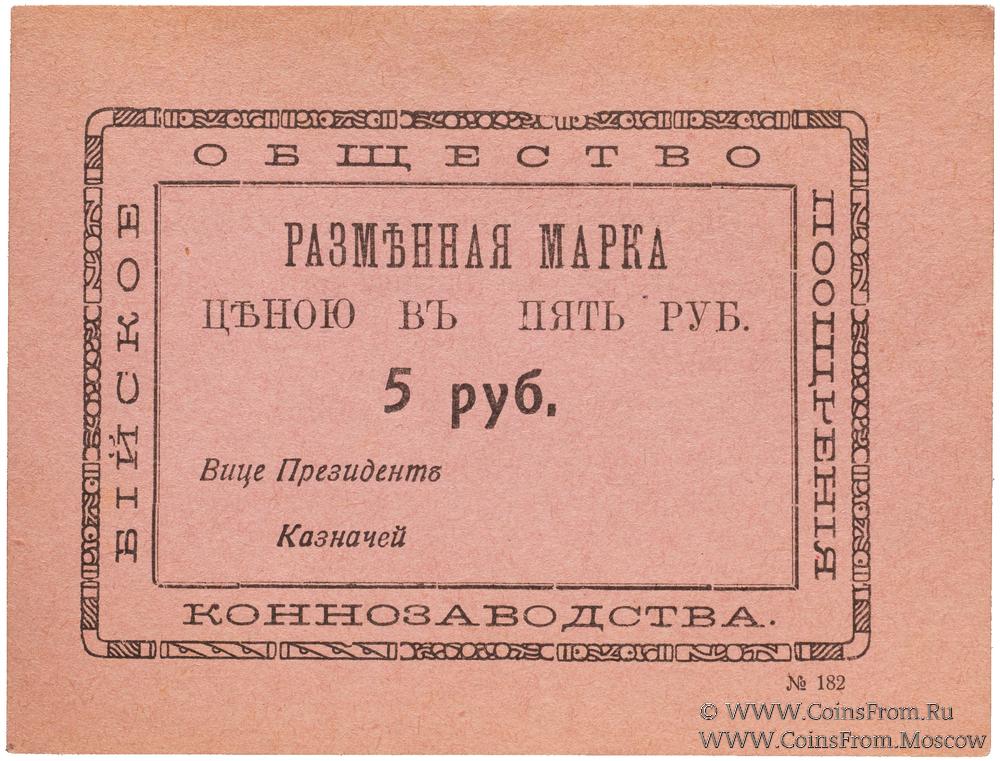 БІЙСКОЕ
ОБЩЕСТВО
ПООЩРЕНІЯ
КОННОЗАВОДСТВА.
РАЗМѢННАЯ МАРКА
ЦѢНОЮ ВЪ ПЯТЬ РУБ.
5 руб.
Вице Президентъ
Казначей
№ 182
© WWW.CoinsFrom.Ru
WWW.CoinsFrom.Moscow